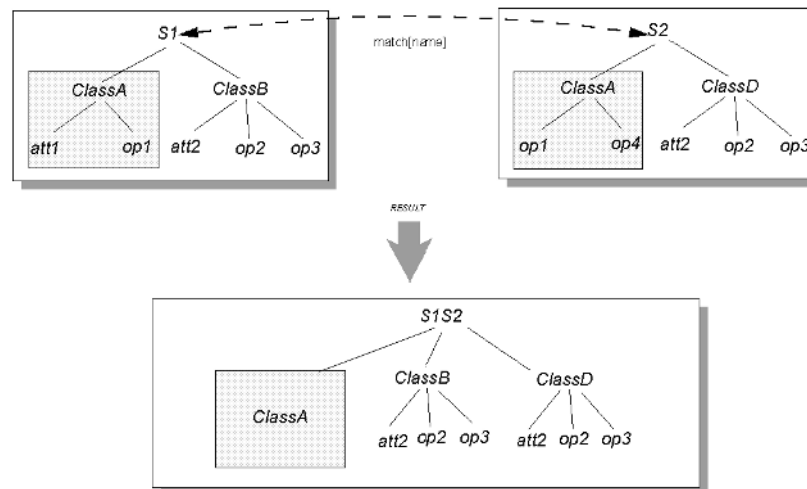 S1
match[name]
S2
ClassA ClassB
att1 op1 att2 op2 op3
ClassA ClassD
op1 op4 att2 op2 op3
RESULT
S1S2
ClassA ClassB ClassD
att2 op2 op3 att2 op2 op3